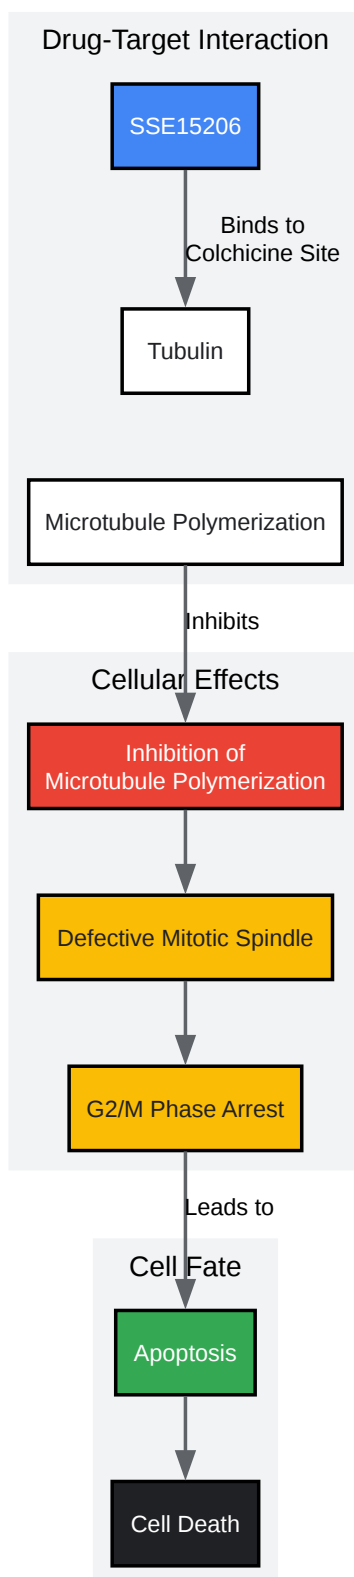 Drug-Target Interaction
SSE15206
Binds to
Colchicine Site
Tubulin
Microtubule Polymerization
Inhibits
Cellular Effects
Inhibition of
Microtubule Polymerization
Defective Mitotic Spindle
G2/M Phase Arrest
Leads to
Cell Fate
Apoptosis
Cell Death